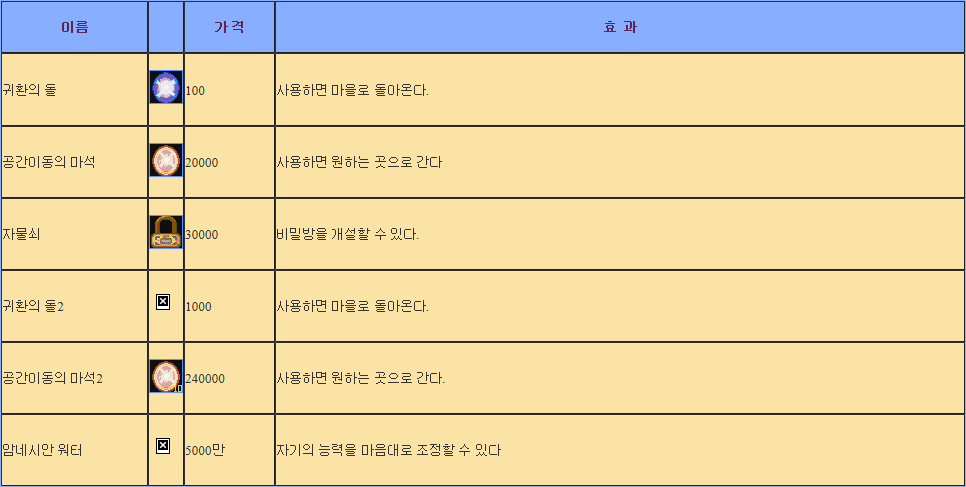 이름 가 격 효 과
귀환의 돌 100 사용하면 마을로 돌아온다.
공간이동의 마석 20000 사용하면 원하는 곳으로 간다
자물쇠 30000 비밀방을 개설할 수 있다.
귀환의 돌2 1000 사용하면 마을로 돌아온다.
공간이동의 마석2 10 240000 사용하면 원하는 곳으로 간다.
암네시안 워터 5000만 자기의 능력을 마음대로 조정할 수 있다